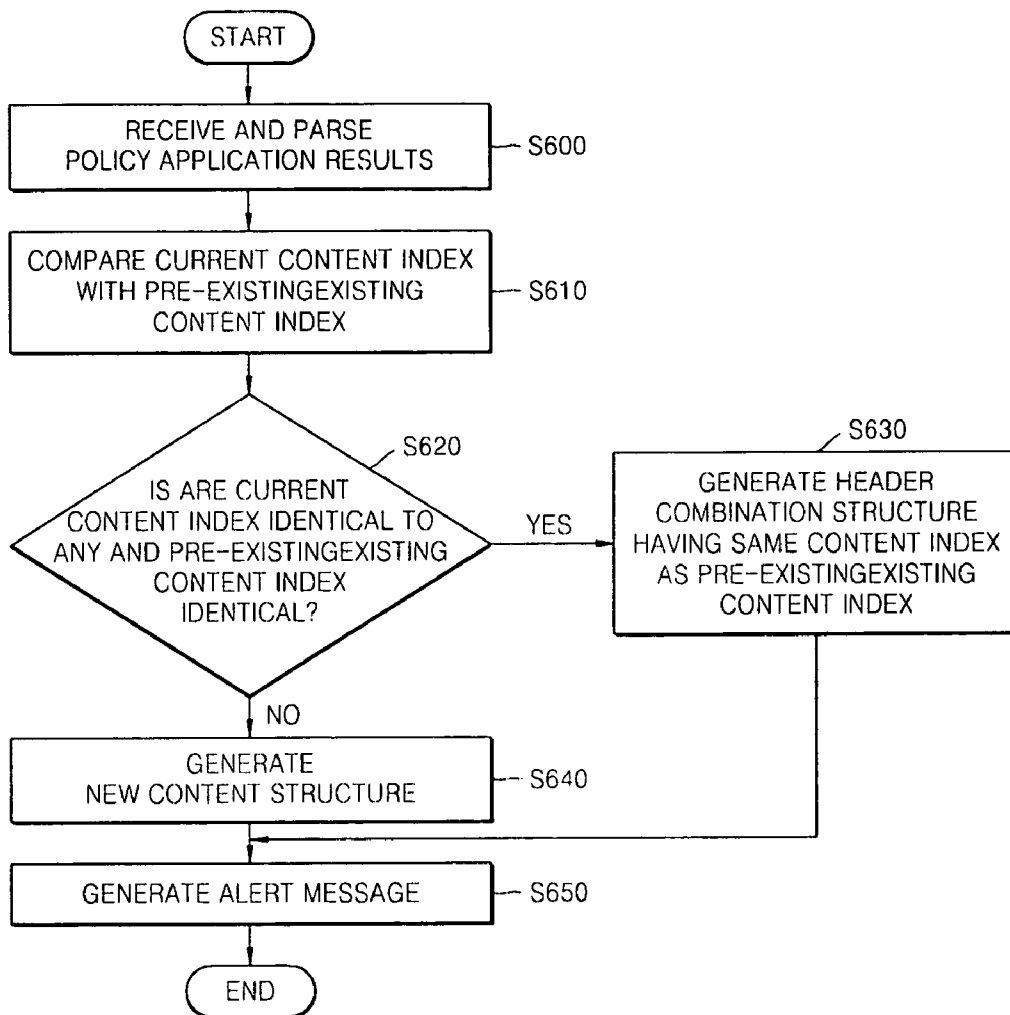 START
RECEIVE AND PARSE
POLICY APPLICATION RESULTS
S600
COMPARE CURRENT CONTENT INDEX
WITH PRE-EXISTINGEXISTING
CONTENT INDEX
S610
S620
IS ARE CURRENT
CONTENT INDEX IDENTICAL TO
ANY AND PRE-EXISTINGEXISTING
CONTENT INDEX
IDENTICAL?
YES
S630
GENERATE HEADER
COMBINATION STRUCTURE
HAVING SAME CONTENT INDEX
AS PRE-EXISTINGEXISTING
CONTENT INDEX
NO
GENERATE
NEW CONTENT STRUCTURE
S640
GENERATE ALERT MESSAGE
S650
END